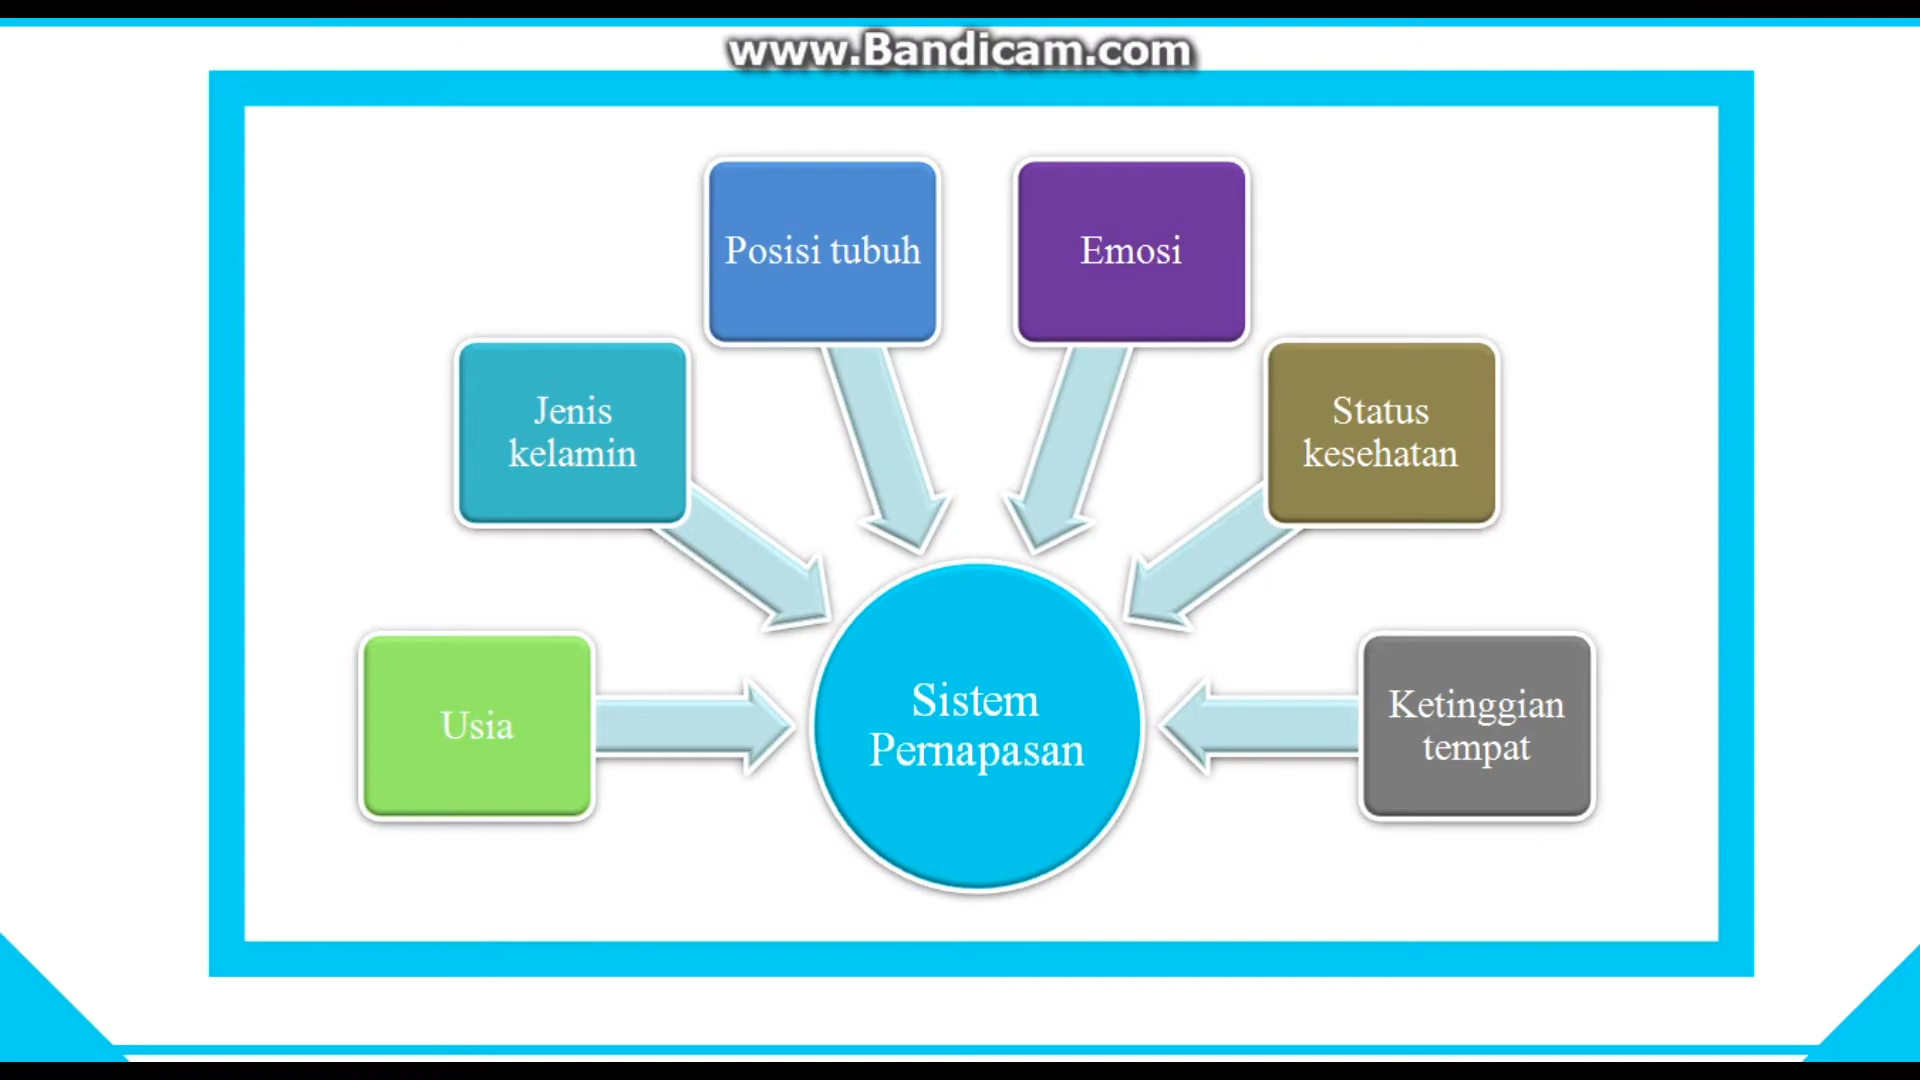 www.Bandicam.com
Posisi tubuh
Emosi
Jenis
kelamin
Status
kesehatan
Usia
Sistem
Pernapasan
Ketinggian
tempat